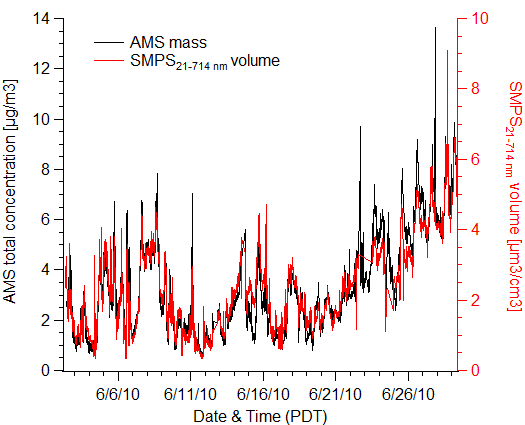 AMS mass
SMPS21-714 nm volume
14
12
10
8
6
4
2
0
AMS total concentration [µg/m3]
10
8
6
4
2
0
SMPS21-714 nm volume [µm3/cm3]
6/6/10 6/11/10 6/16/10 6/21/10 6/26/10
Date & Time (PDT)